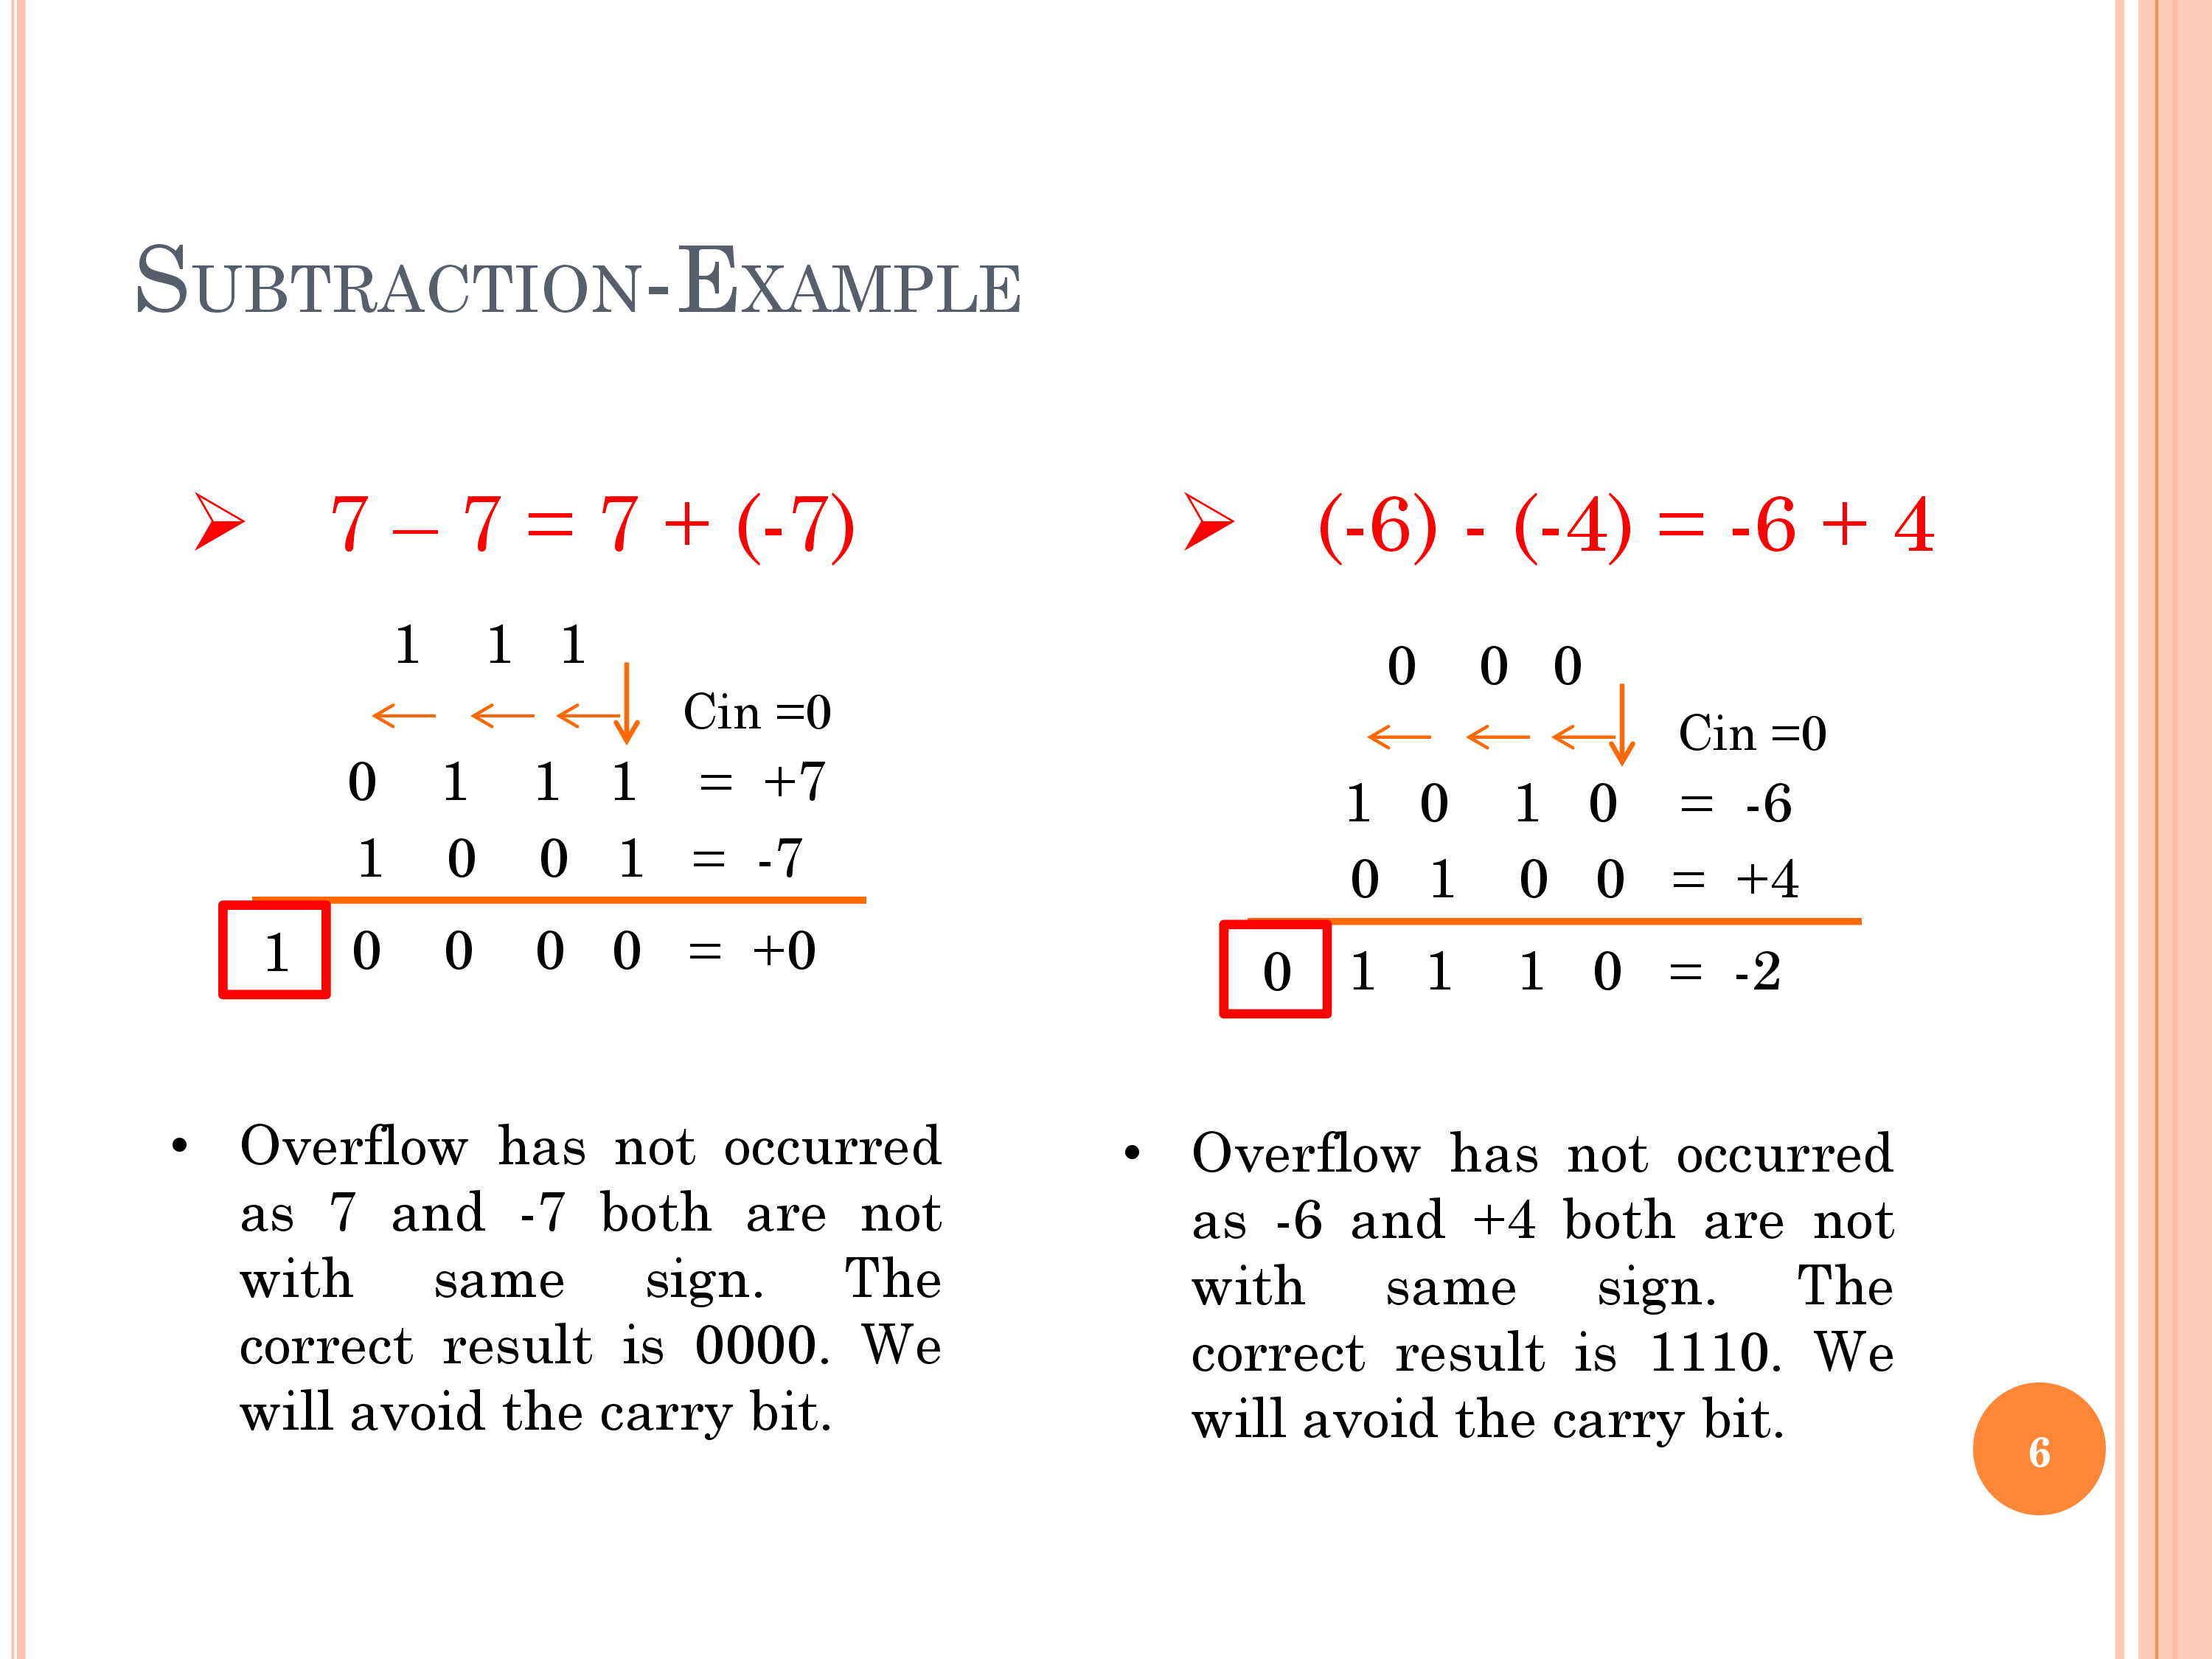 SUBTRACTION-EXAMPLE
➢ 7 – 7 = 7 + (-7)
1 1 1
Cin =0
0 1 1 1 = +7
1 0 0 1 = -7
1 0 0 0 0 = +0
• Overflow has not occurred
as 7 and -7 both are not
with same sign. The
correct result is 0000. We
will avoid the carry bit.
➢ (-6) - (-4) = -6 + 4
0 0 0
Cin =0
1 0 1 0 = -6
0 1 0 0 = +4
0 1 1 1 0 = -2
• Overflow has not occurred
as -6 and +4 both are not
with same sign. The
correct result is 1110. We
will avoid the carry bit.
6